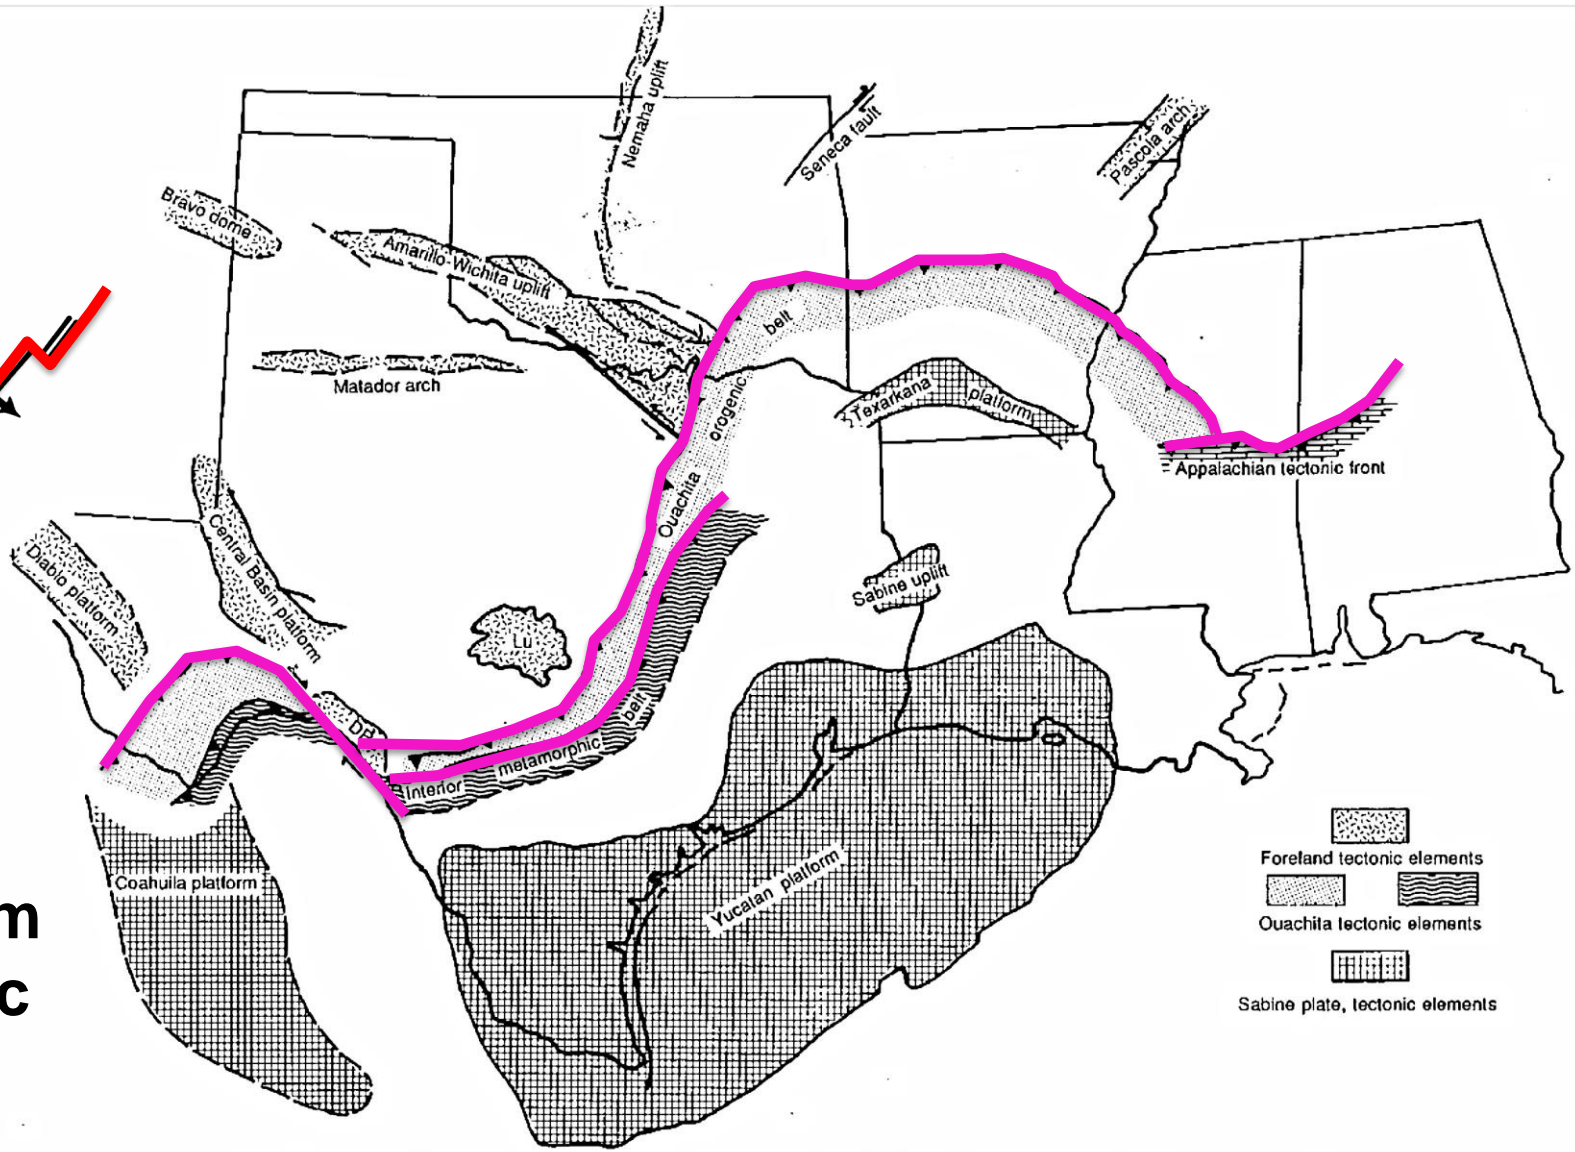 Nemaha uplift
Seneca fault
Pascola arch
Bravo dome
Amarillo-Wichita uplift
Matador arch
belt
orogenic
Ouachita
Texarkana platform
Appalachian tectonic front
Central Basin platform
Diablo platform
Sabine uplift
Lu
Interior metamorphic belt
Coahuila platform
Yucatan platform
m
c
Foreland tectonic elements
Ouachita tectonic elements
Sabine plate, tectonic elements